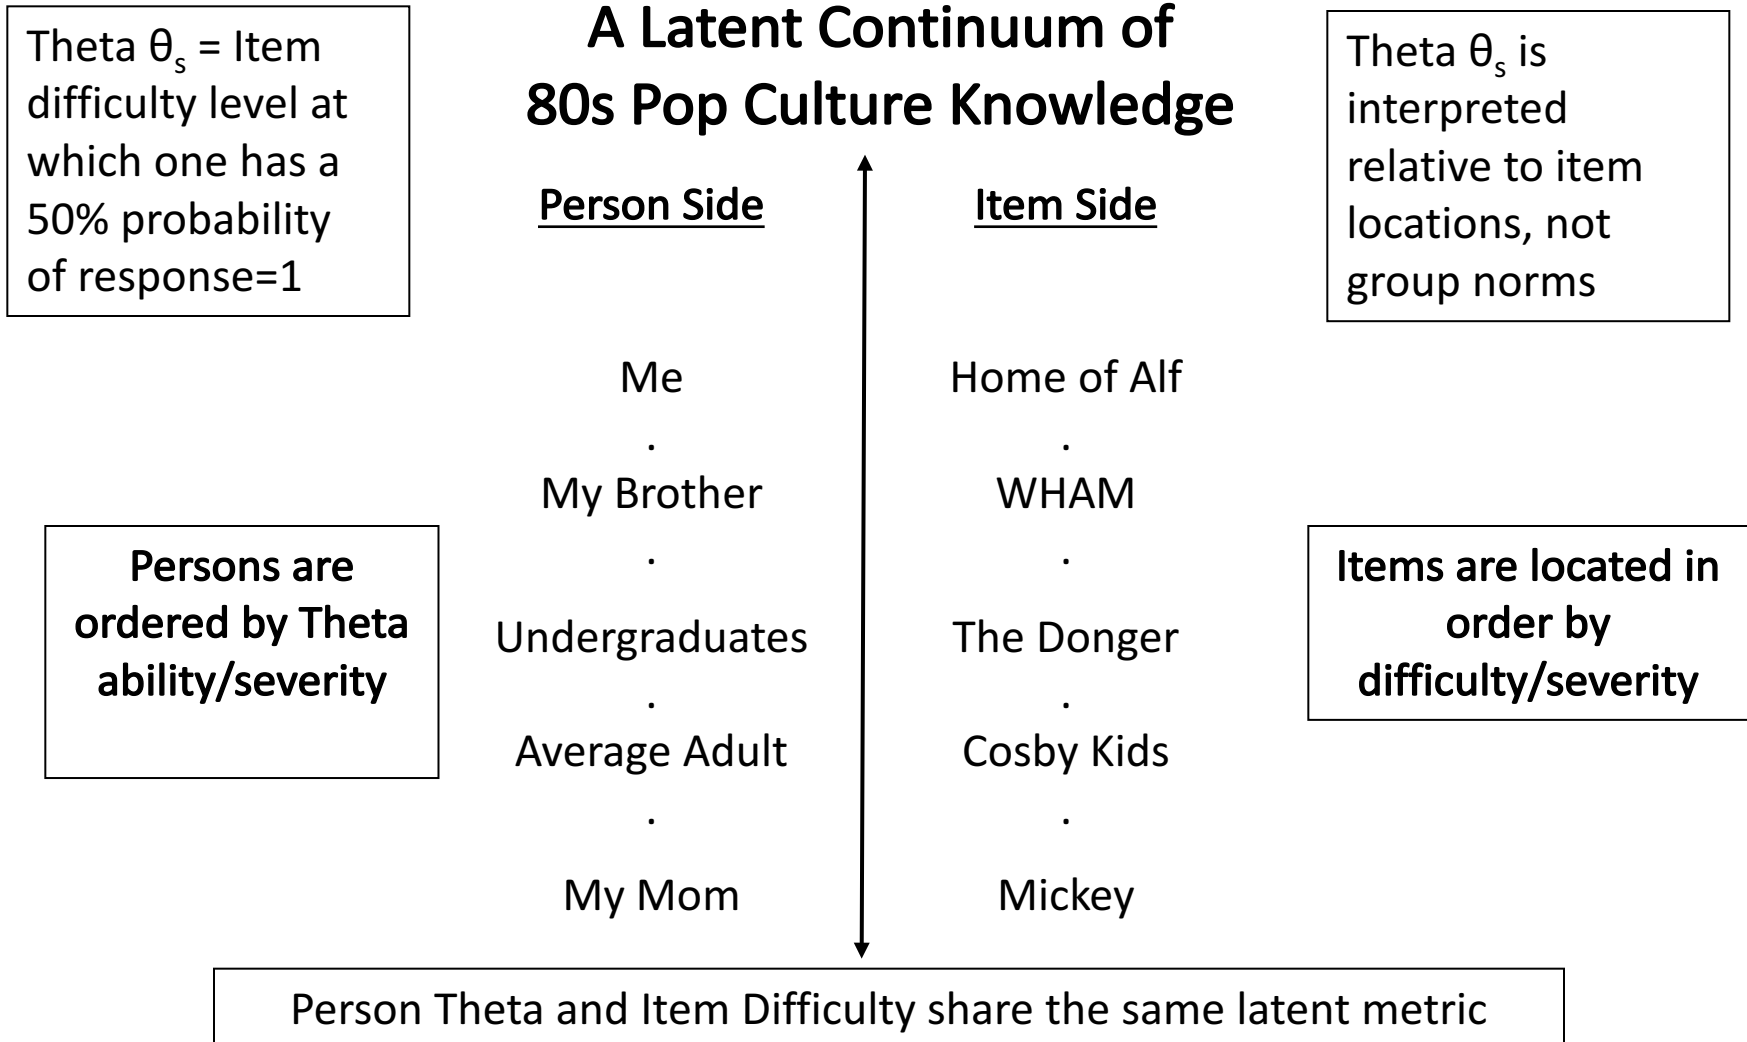 A Latent Continuum of
80s Pop Culture Knowledge
Theta θs = Item
difficulty level at
which one has a
50% probability
of response=1
Theta θs is
interpreted
relative to item
locations, not
group norms
Person Side
Me
.
My Brother
.
Undergraduates
.
Average Adult
.
My Mom
Item Side
Home of Alf
.
WHAM
.
The Donger
.
Cosby Kids
.
Mickey
Persons are
ordered by Theta
ability/severity
Items are located in
order by
difficulty/severity
Person Theta and Item Difficulty share the same latent metric